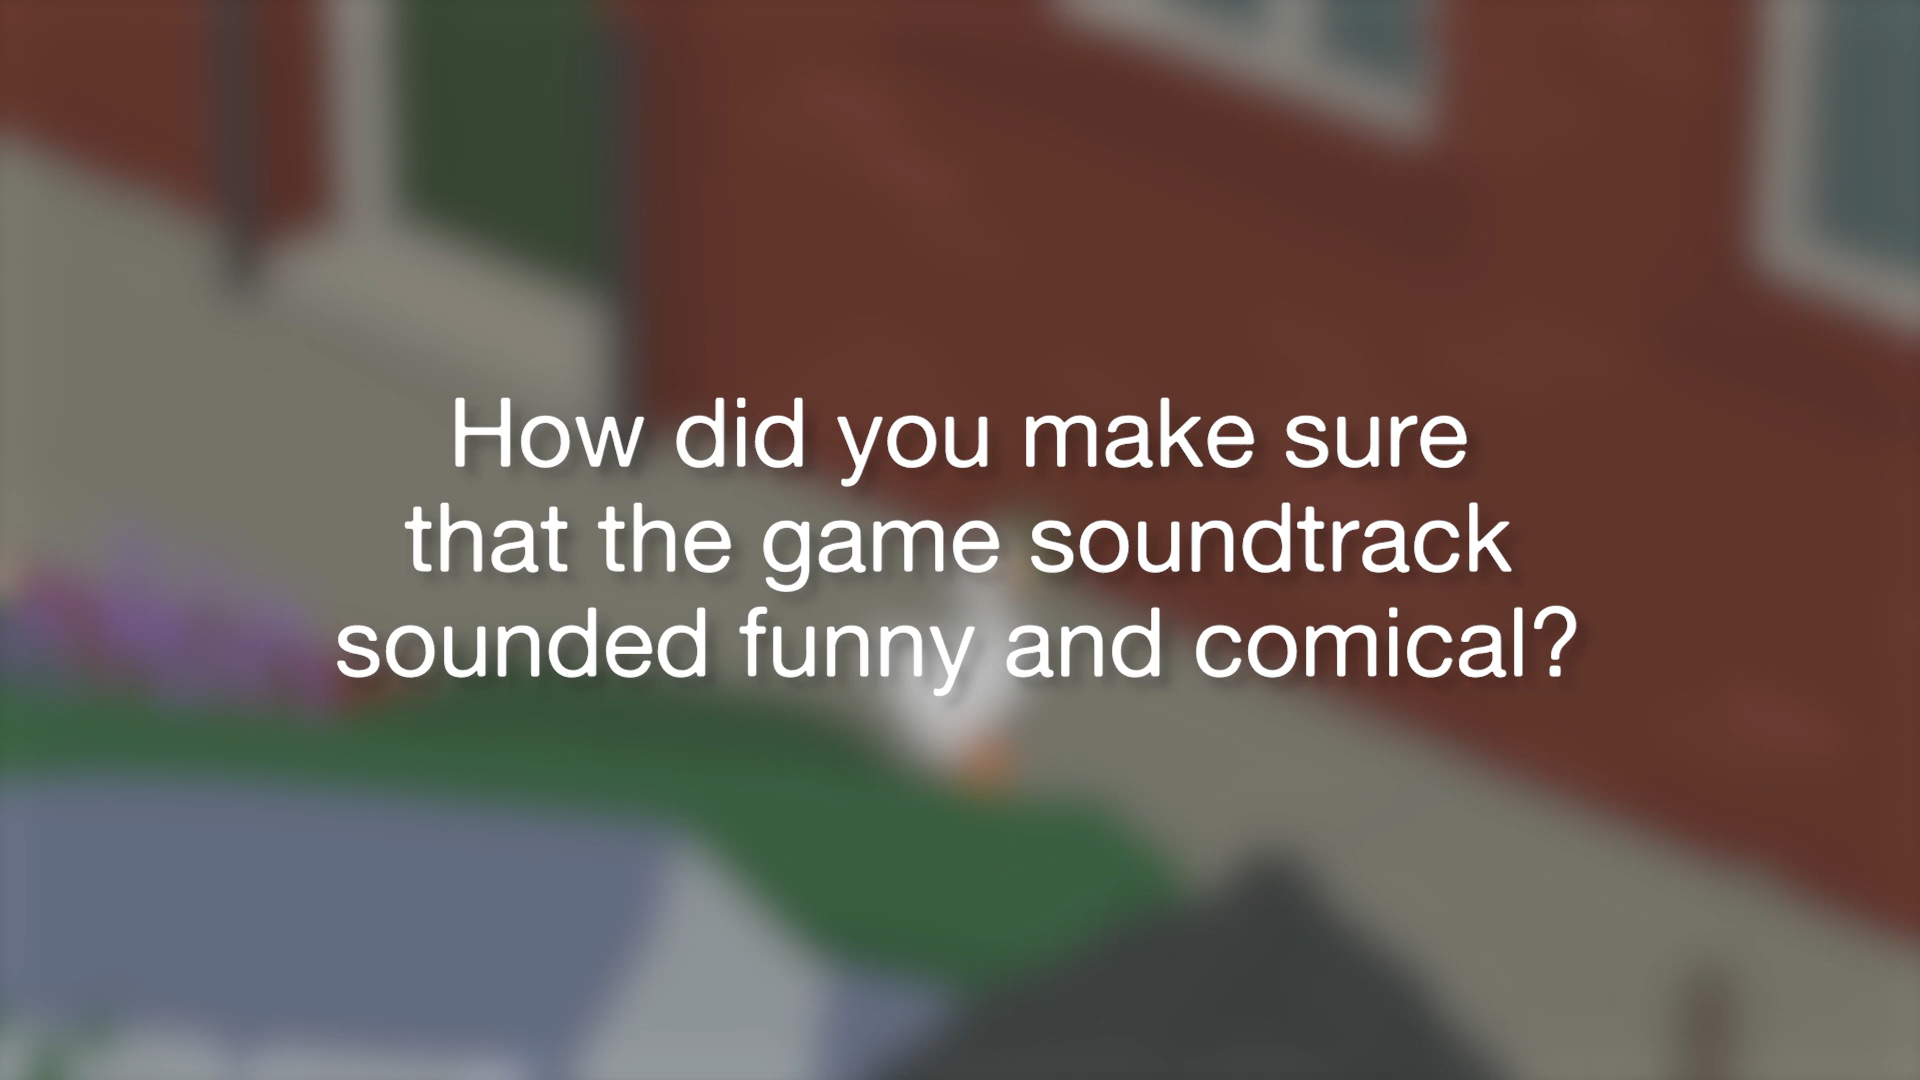 How did you make sure
that the game soundtrack
sounded funny and comical?